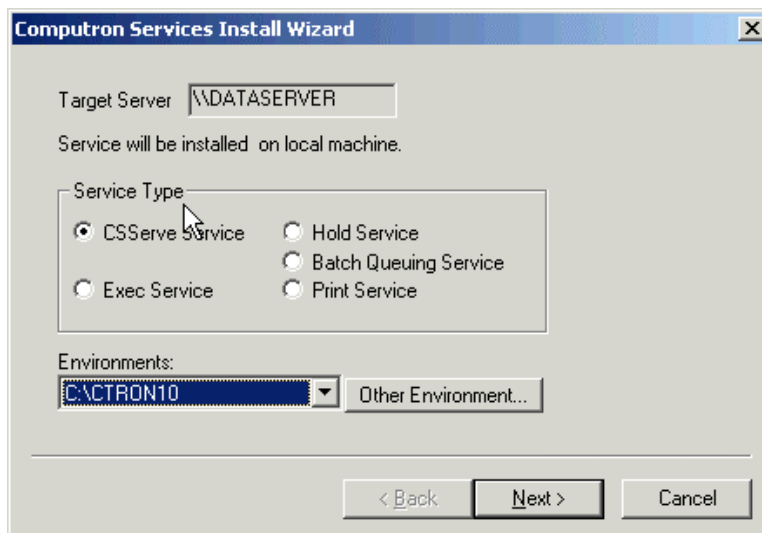 Computron Services Install Wizard
Target Server \\DATASERVER
Service will be installed on local machine.
Service Type
CSServe Service Hold Service
Batch Queuing Service
Exec Service Print Service
Environments:
C:\CTRON10 Other Environment...
< Back Next > Cancel